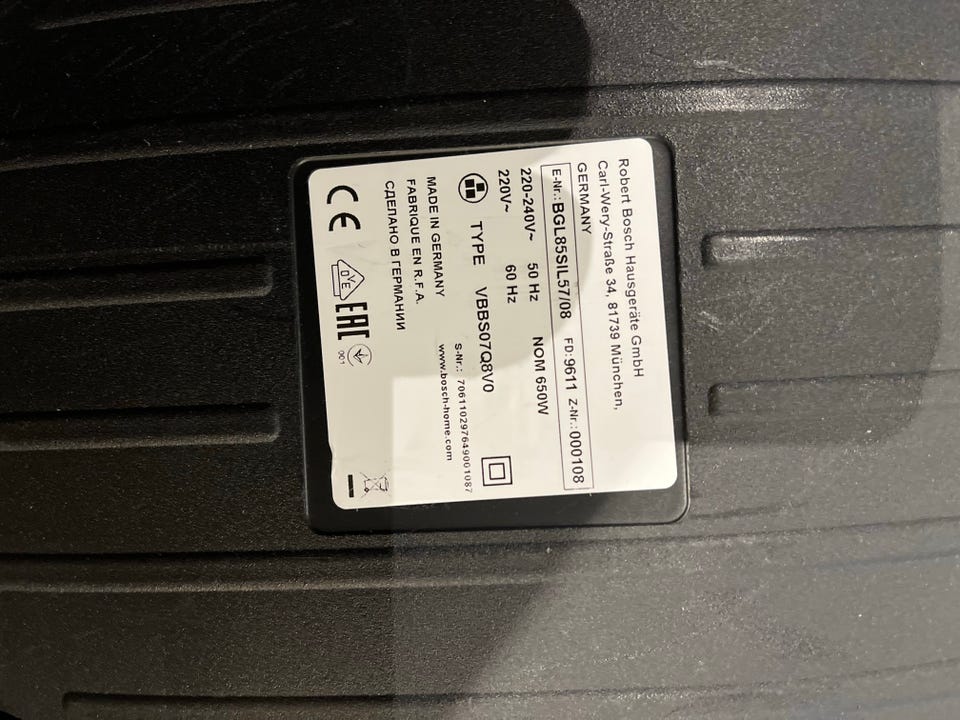 Robert Bosch Hausgeräte GmbH
Carl-Wery-Straße 34, 81739 München,
GERMANY
E-Nr.: BGL85SIL57/08 FD: 9611 Z-Nr.: 000108
220-240V~ 50 Hz NOM 650W
220V~ 60 Hz
TYPE VBBS07Q8V0
S-Nr.: 706110297649001087
www.bosch-home.com
MADE IN GERMANY
FABRIQUE EN R.F.A.
СДЕЛАНО В ГЕРМАНИИ
CE DVE EAC 001